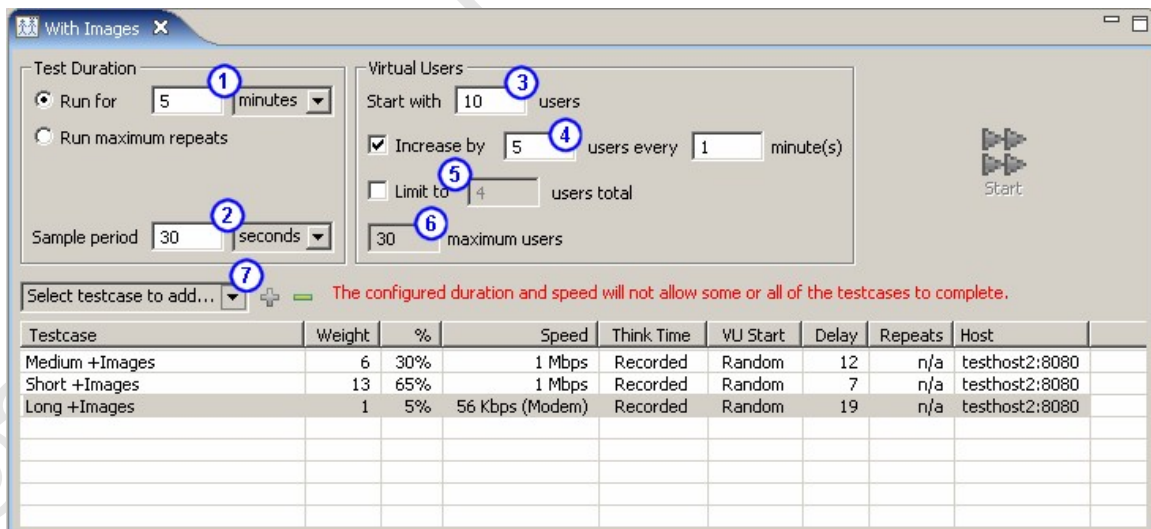 With Images
Test Duration
Virtual Users
1
Run for 5 minutes
3
Start with 10 users
Run maximum repeats
4
Increase by 5 users every 1 minute(s)
5
Limit to 4 users total
Start
2
Sample period 30 seconds
6
30 maximum users
7
Select testcase to add...
The configured duration and speed will not allow some or all of the testcases to complete.
Testcase Weight % Speed Think Time VU Start Delay Repeats Host
Medium +Images 6 30% 1 Mbps Recorded Random 12 n/a testhost2:8080
Short +Images 13 65% 1 Mbps Recorded Random 7 n/a testhost2:8080
Long +Images 1 5% 56 Kbps (Modem) Recorded Random 19 n/a testhost2:8080